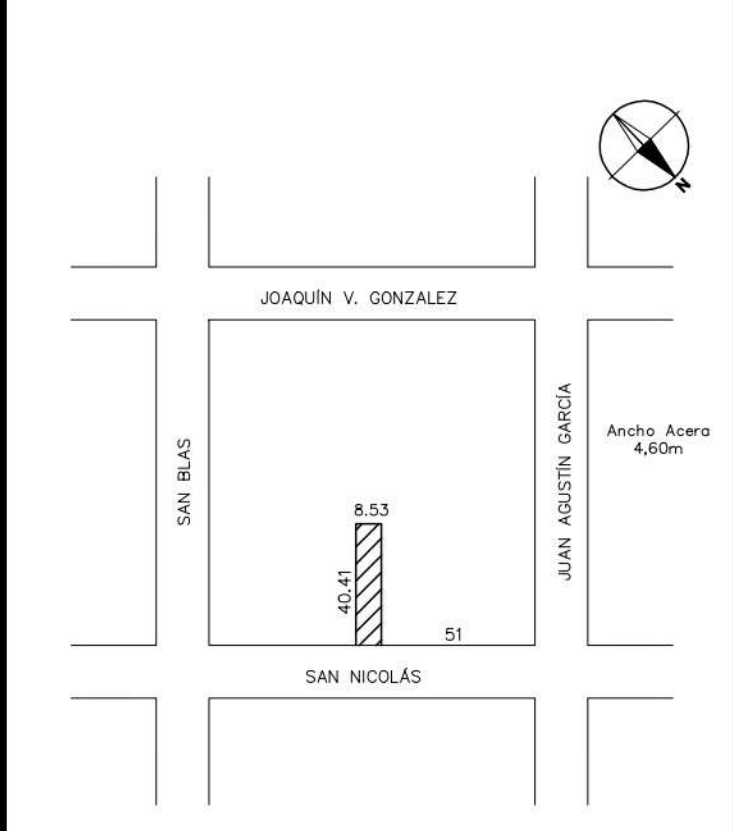 N
JOAQUÍN V. GONZALEZ
SAN BLAS
JUAN AGUSTÍN GARCÍA
Ancho Acera
4,60m
8.53
40.41
51
SAN NICOLÁS